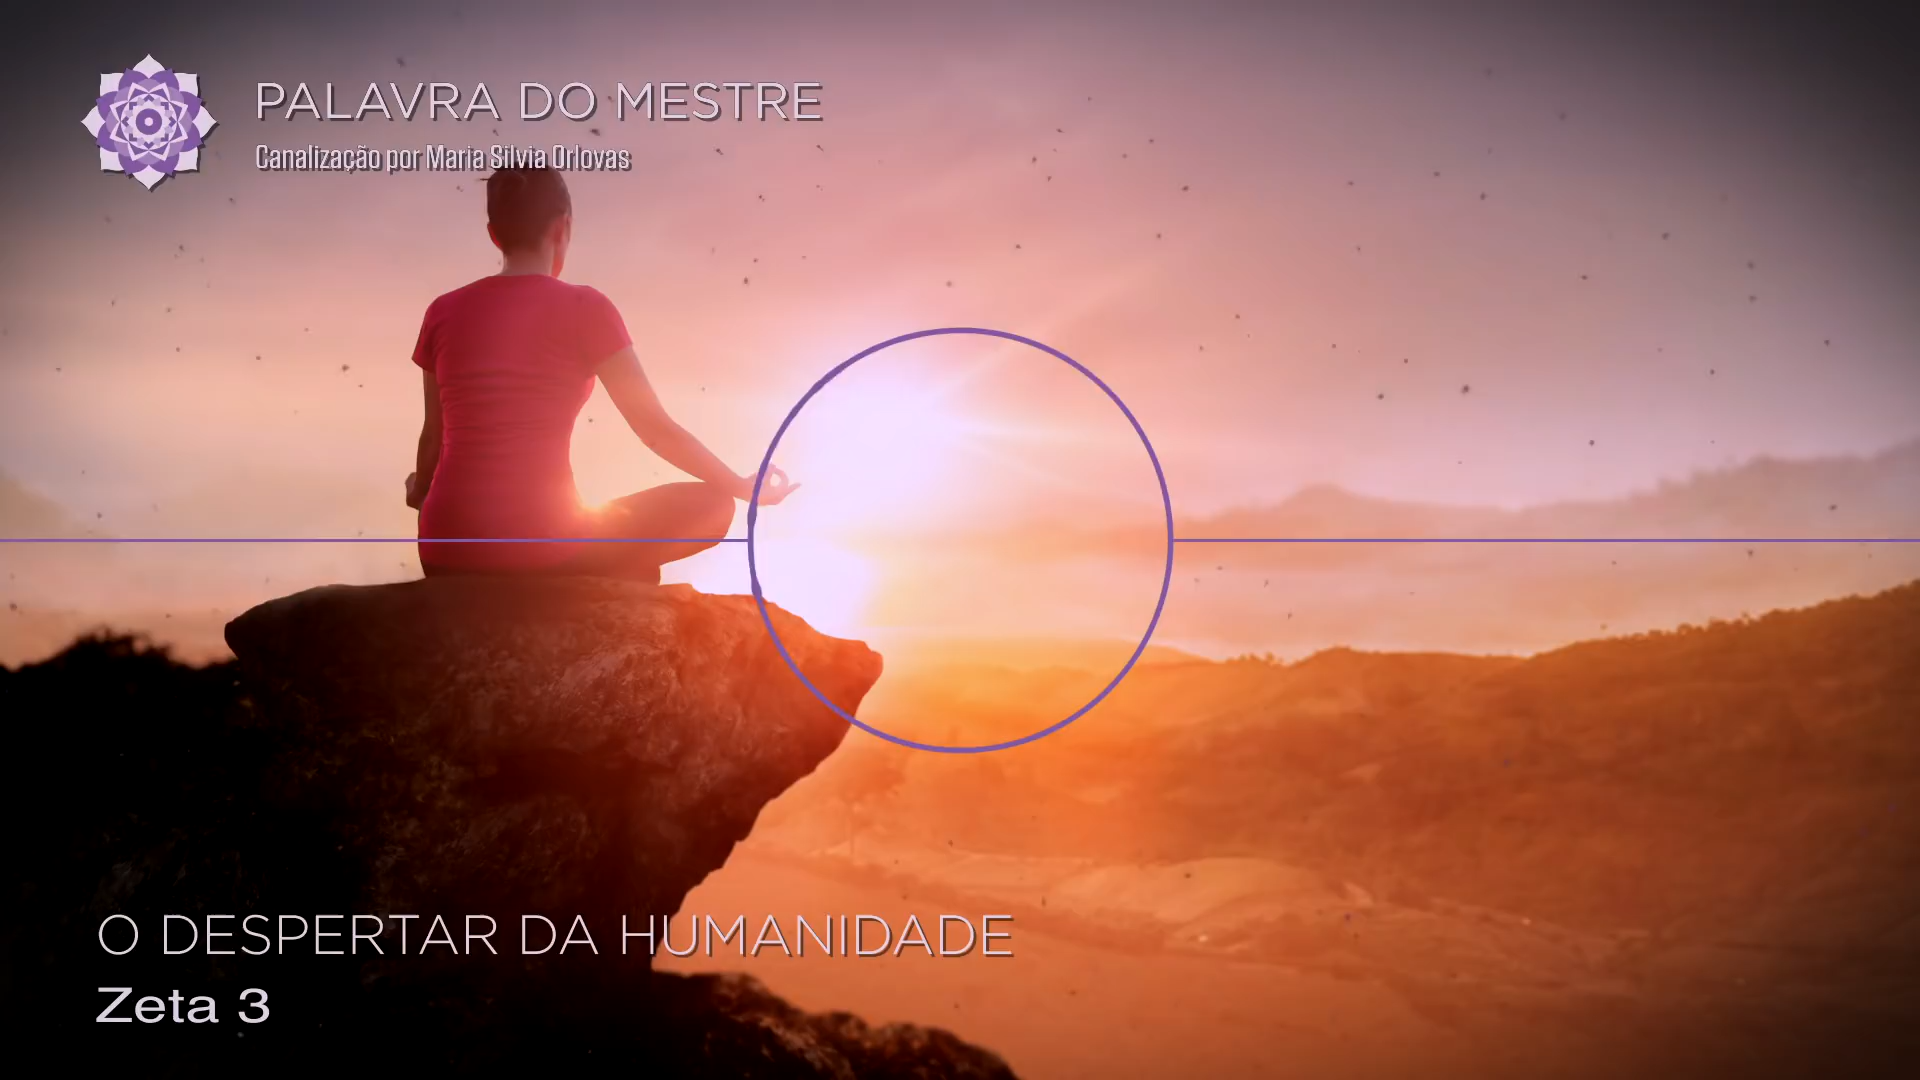 PALAVRA DO MESTRE
Canalização por Maria Silvia Orlovas
O DESPERTAR DA HUMANIDADE
Zeta 3